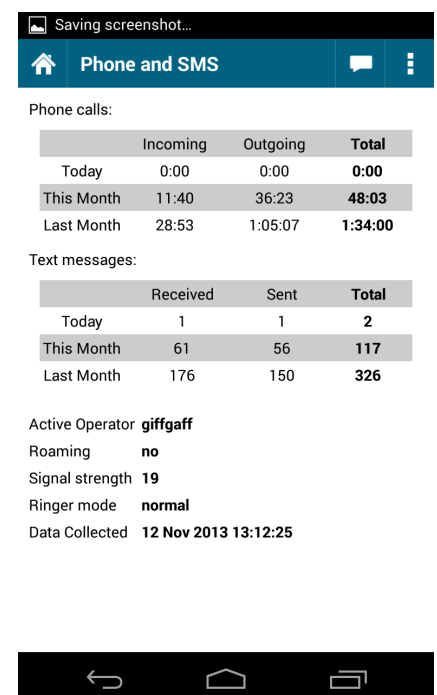 Saving screenshot...
Phone and SMS
Phone calls:
Incoming Outgoing Total
Today 0:00 0:00 0:00
This Month 11:40 36:23 48:03
Last Month 28:53 1:05:07 1:34:00
Text messages:
Received Sent Total
Today 1 1 2
This Month 61 56 117
Last Month 176 150 326
Active Operator giffgaff
Roaming no
Signal strength 19
Ringer mode normal
Data Collected 12 Nov 2013 13:12:25